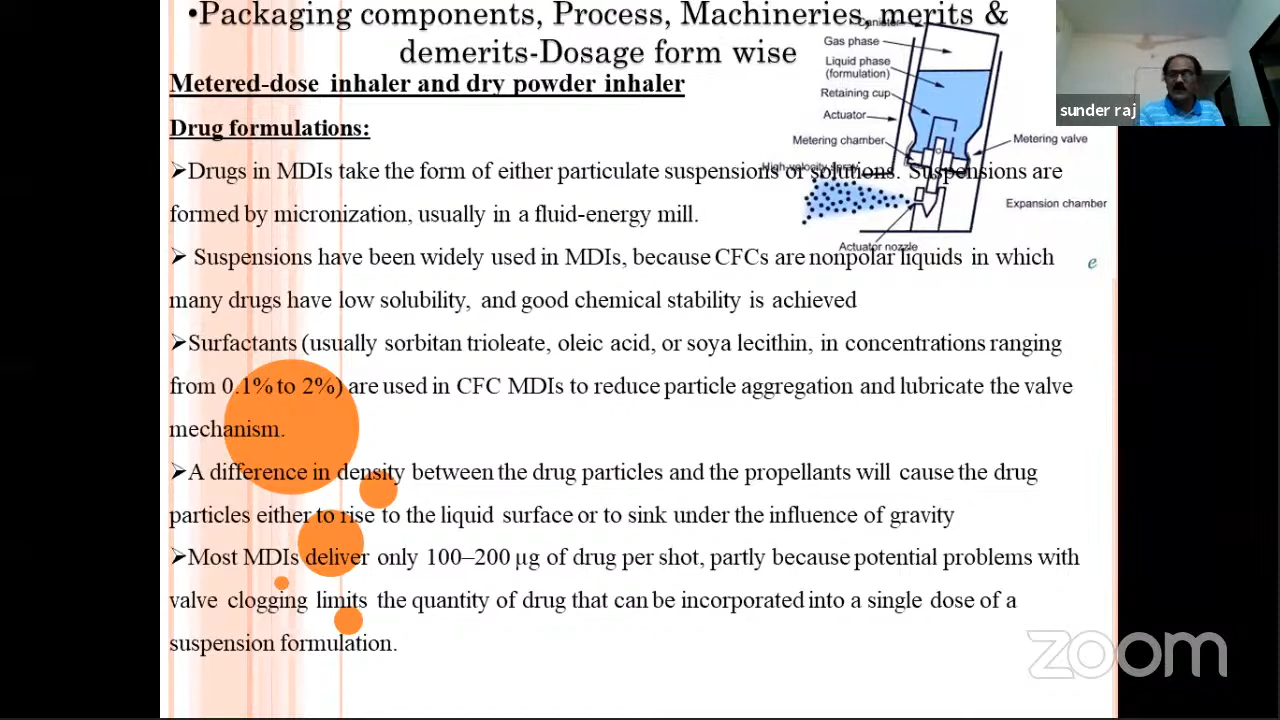 •Packaging components, Process, Machineries, merits &
demerits-Dosage form wise
Metered-dose inhaler and dry powder inhaler
Drug formulations:
➢Drugs in MDIs take the form of either particulate suspensions or solutions. Suspensions are
formed by micronization, usually in a fluid-energy mill.
➢ Suspensions have been widely used in MDIs, because CFCs are nonpolar liquids in which
many drugs have low solubility, and good chemical stability is achieved
➢Surfactants (usually sorbitan trioleate, oleic acid, or soya lecithin, in concentrations ranging
from 0.1% to 2%) are used in CFC MDIs to reduce particle aggregation and lubricate the valve
mechanism.
➢A difference in density between the drug particles and the propellants will cause the drug
particles either to rise to the liquid surface or to sink under the influence of gravity
➢Most MDIs deliver only 100–200 µg of drug per shot, partly because potential problems with
valve clogging limits the quantity of drug that can be incorporated into a single dose of a
suspension formulation.
Canister
Gas phase
Liquid phase
(formulation)
Retaining cup
Actuator
Metering chamber
Metering valve
High velocity spray
Expansion chamber
Actuator nozzle
e
sunder raj
zoom